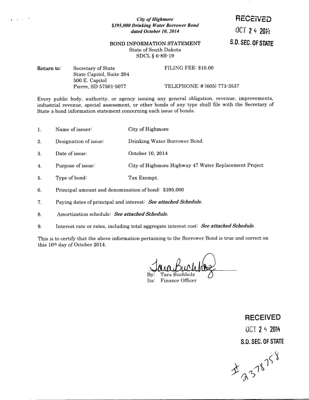 City of Highmore
$395,000 Drinking Water Borrower Bond
dated October 10, 2014
RECEIVED
OCT 24 2014
S.D. SEC. OF STATE
BOND INFORMATION STATEMENT
State of South Dakota
SDCL § 6-8B-19
Return to: Secretary of State FILING FEE: $10.00
State Capitol, Suite 204
500 E. Capitol
Pierre, SD 57501-5077 TELEPHONE # (605) 773-3537
Every public body, authority, or agency issuing any general obligation, revenue, improvements,
industrial revenue, special assessment, or other bonds of any type shall file with the Secretary of
State a bond information statement concerning each issue of bonds.
1. Name of issuer: City of Highmore
2. Designation of issue: Drinking Water Borrower Bond.
3. Date of issue: October 10, 2014
4. Purpose of issue: City of Highmore Highway 47 Water Replacement Project
5. Type of bond: Tax Exempt.
6. Principal amount and denomination of bond: $395,000
7. Paying dates of principal and interest: See attached Schedule.
8. Amortization schedule: See attached Schedule.
9. Interest rate or rates, including total aggregate interest cost: See attached Schedule.
This is to certify that the above information pertaining to the Borrower Bond is true and correct on
this 10th day of October 2014.
Tara Buchholz
By: Tara Buchholz
Its: Finance Officer
RECEIVED
OCT 24 2014
S.D. SEC. OF STATE
# 2378758